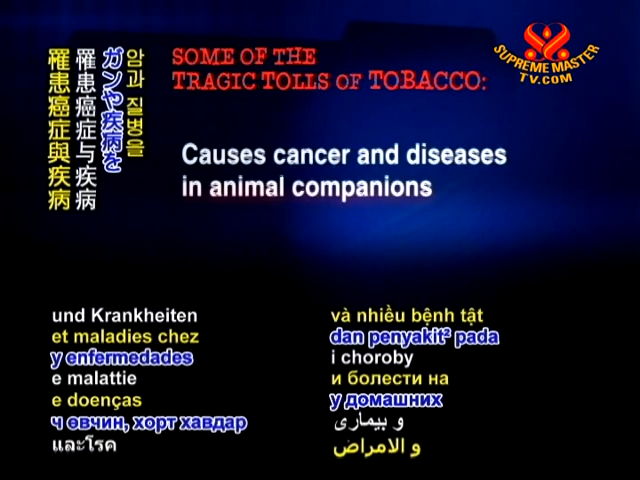 SUPREME MASTER
TV.COM
SOME OF THE
TRAGIC TOLLS OF TOBACCO:
Causes cancer and diseases
in animal companions
암과 질병을
ガンや疾病を
罹患癌症与疾病
罹患癌症與疾病
und Krankheiten
et maladies chez
y enfermedades
e malattie
e doenças
ч өвчин, хорт хавдар
และโรค
và nhiều bệnh tật
dan penyakit² pada
i choroby
и болести на
у домашних
و بیماری
و الامراض